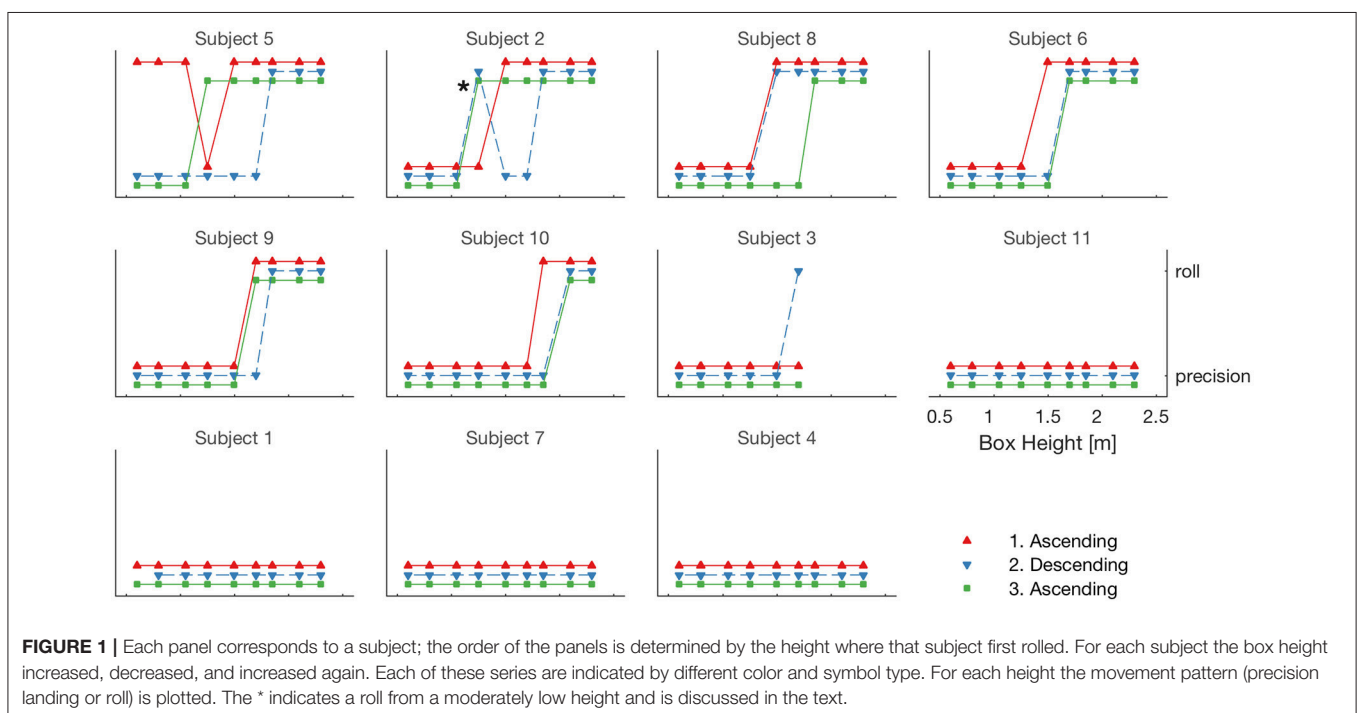 Subject 5
Subject 2
Subject 8
Subject 6
*
Subject 9
Subject 10
Subject 3
Subject 11
roll
precision
0.5 1 1.5 2 2.5
Box Height [m]
Subject 1
Subject 7
Subject 4
1. Ascending
2. Descending
3. Ascending
FIGURE 1 | Each panel corresponds to a subject; the order of the panels is determined by the height where that subject first rolled. For each subject the box height
increased, decreased, and increased again. Each of these series are indicated by different color and symbol type. For each height the movement pattern (precision
landing or roll) is plotted. The * indicates a roll from a moderately low height and is discussed in the text.